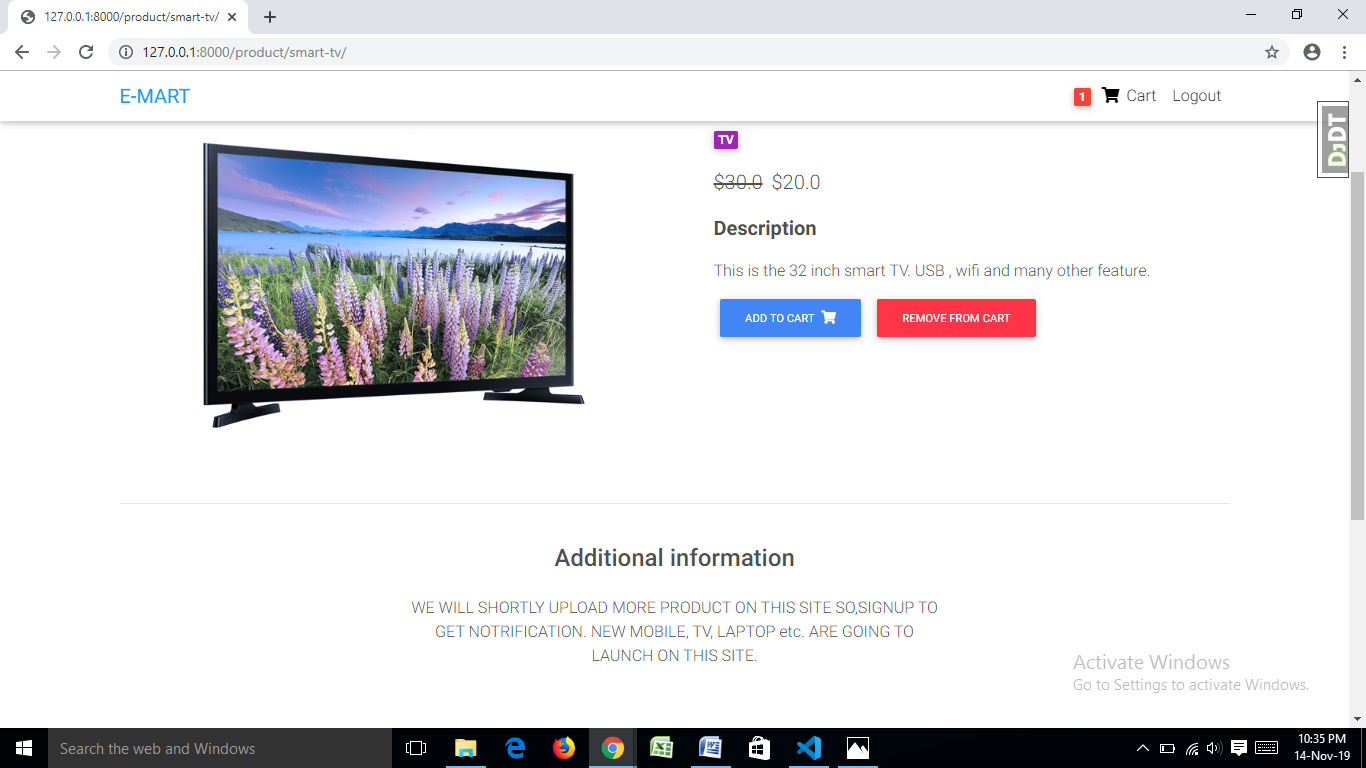 127.0.0.1:8000/product/smart-tv/
127.0.0.1:8000/product/smart-tv/
E-MART
1 Cart Logout
DJDT
TV
$30.0 $20.0
Description
This is the 32 inch smart TV. USB , wifi and many other feature.
ADD TO CART REMOVE FROM CART
Additional information
WE WILL SHORTLY UPLOAD MORE PRODUCT ON THIS SITE SO,SIGNUP TO
GET NOTRIFICATION. NEW MOBILE, TV, LAPTOP etc. ARE GOING TO
LAUNCH ON THIS SITE.
Activate Windows
Go to Settings to activate Windows.
Search the web and Windows
10:35 PM
14-Nov-19